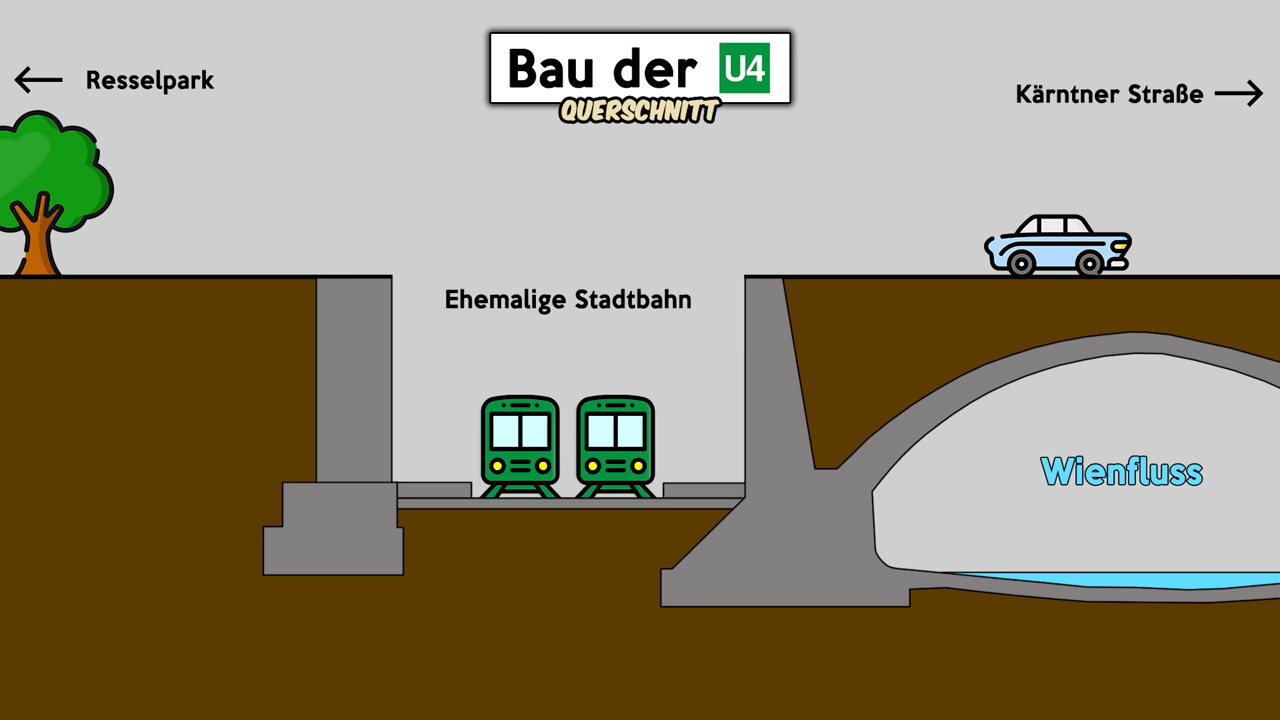 Bau der U4
QUERSCHNITT
← Resselpark
Kärntner Straße →
Ehemalige Stadtbahn
Wienfluss